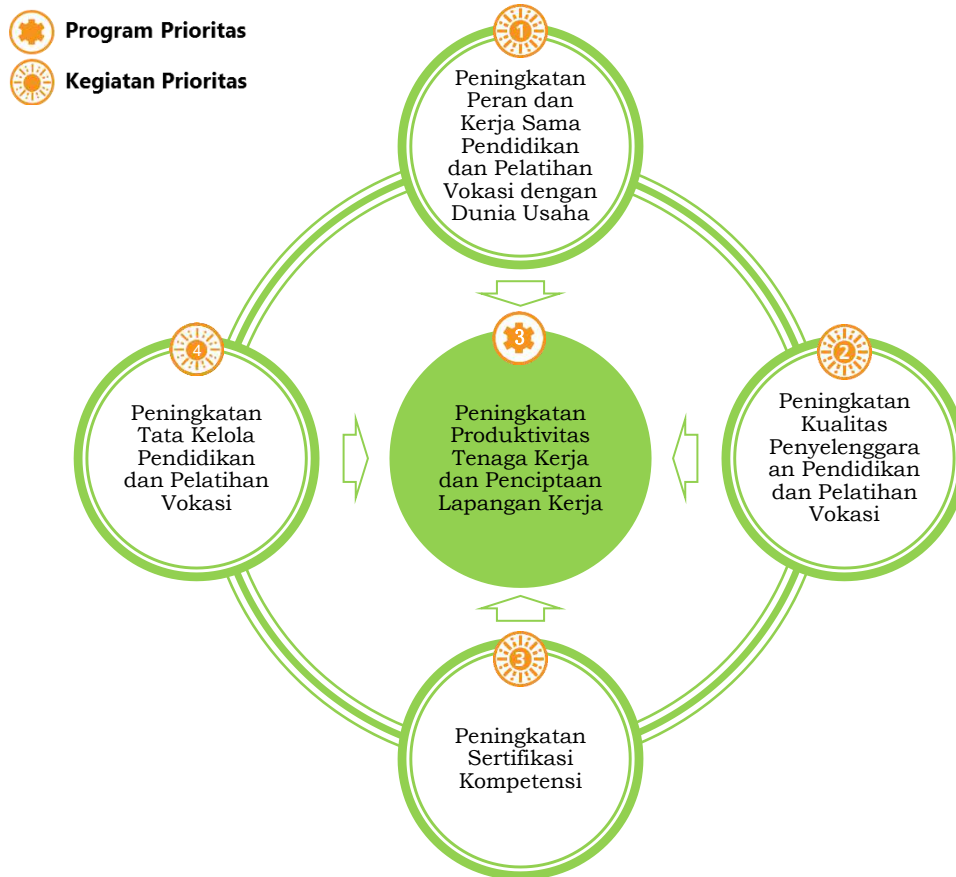 Program Prioritas
Kegiatan Prioritas
1
Peningkatan
Peran dan
Kerja Sama
Pendidikan
dan Pelatihan
Vokasi dengan
Dunia Usaha
2
Peningkatan
Kualitas
Penyelenggara
an Pendidikan
dan Pelatihan
Vokasi
3
Peningkatan
Sertifikasi
Kompetensi
4
Peningkatan
Tata Kelola
Pendidikan
dan Pelatihan
Vokasi
3
Peningkatan
Produktivitas
Tenaga Kerja
dan Penciptaan
Lapangan Kerja